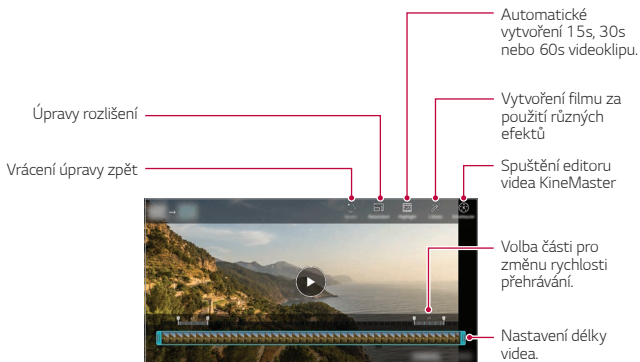 Automatické
vytvoření 15s, 30s
nebo 60s videoklipu.
Vytvoření filmu za
použití různých
efektů
Úpravy rozlišení
Vrácení úpravy zpět
Spuštění editoru
videa KineMaster
Volba části pro
změnu rychlosti
přehrávání.
Nastavení délky
videa.